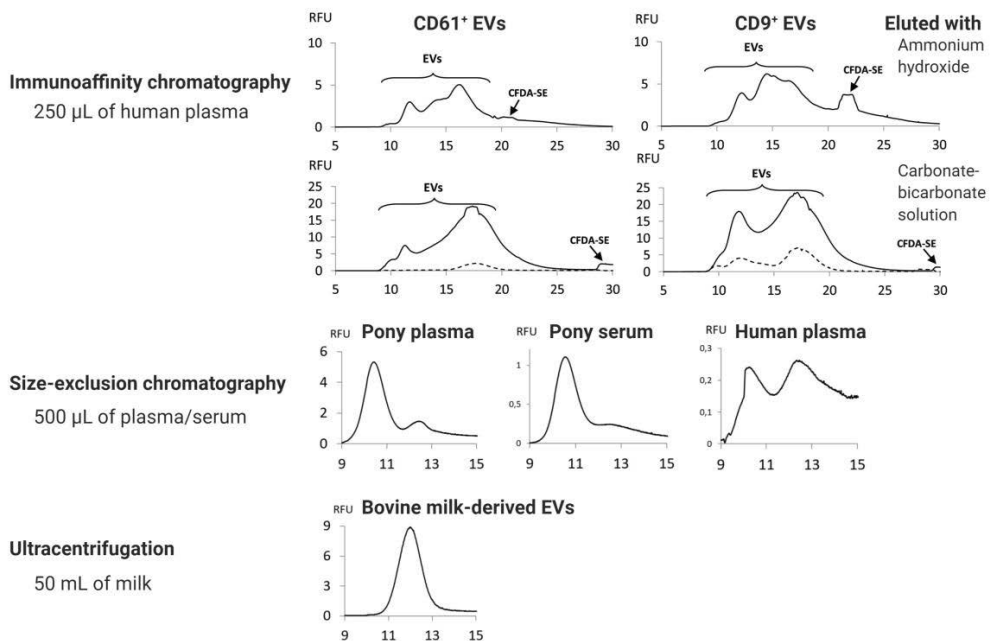 CD61⁺ EVs
CD9⁺ EVs
Eluted with
Ammonium
hydroxide
Immunoaffinity chromatography
250 µL of human plasma
RFU
10
5
0
EVs
CFDA-SE
5 10 15 20 25 30
RFU
10
5
0
EVs
CFDA-SE
5 10 15 20 25 30
Carbonate-
bicarbonate
solution
RFU
25
20
15
10
5
0
EVs
CFDA-SE
5 10 15 20 25 30
RFU
25
20
15
10
5
0
EVs
CFDA-SE
5 10 15 20 25 30
Size-exclusion chromatography
500 µL of plasma/serum
RFU
Pony plasma
6
4
2
0
9 11 13 15
RFU
Pony serum
1
0,5
0
9 11 13 15
RFU
Human plasma
0,3
0,2
0,1
0
9 11 13 15
Ultracentrifugation
50 mL of milk
RFU
Bovine milk-derived EVs
9
6
3
0
9 11 13 15